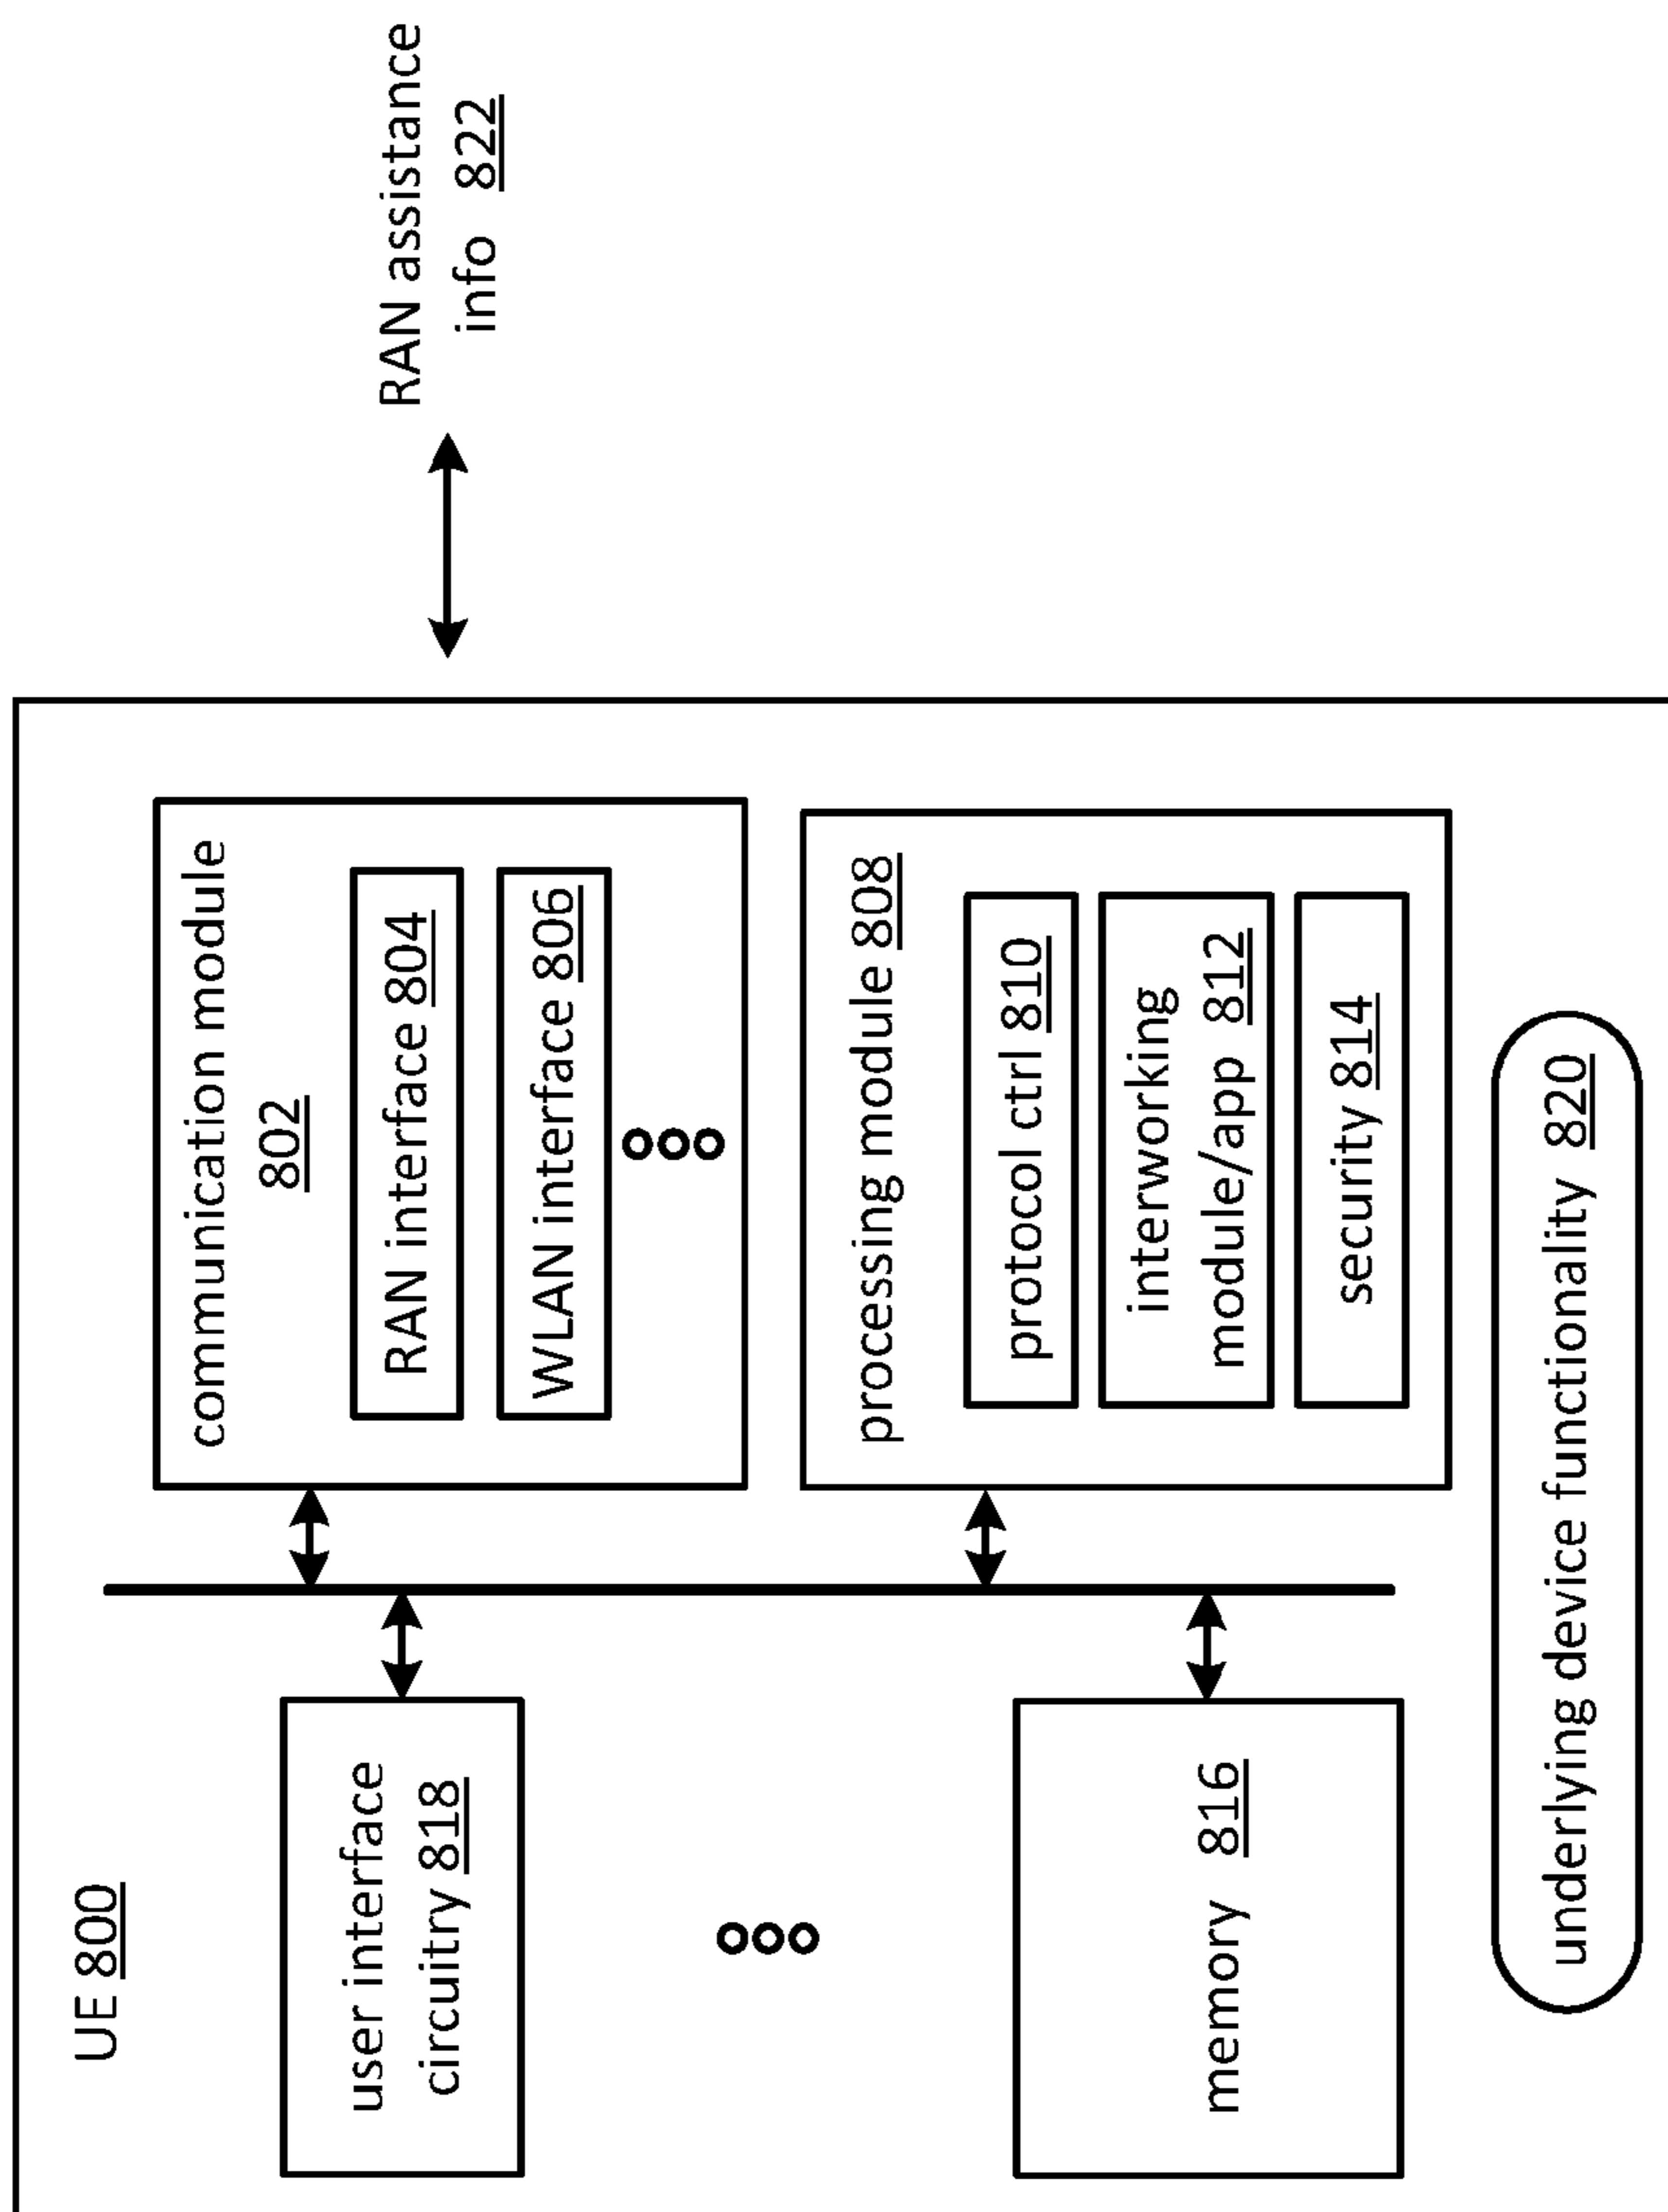 UE 800
user interface
circuitry 818
memory 816
communication module
802
RAN interface 804
WLAN interface 806
processing module 808
protocol ctrl 810
interworking
module/app 812
security 814
underlying device functionality 820
RAN assistance
info 822